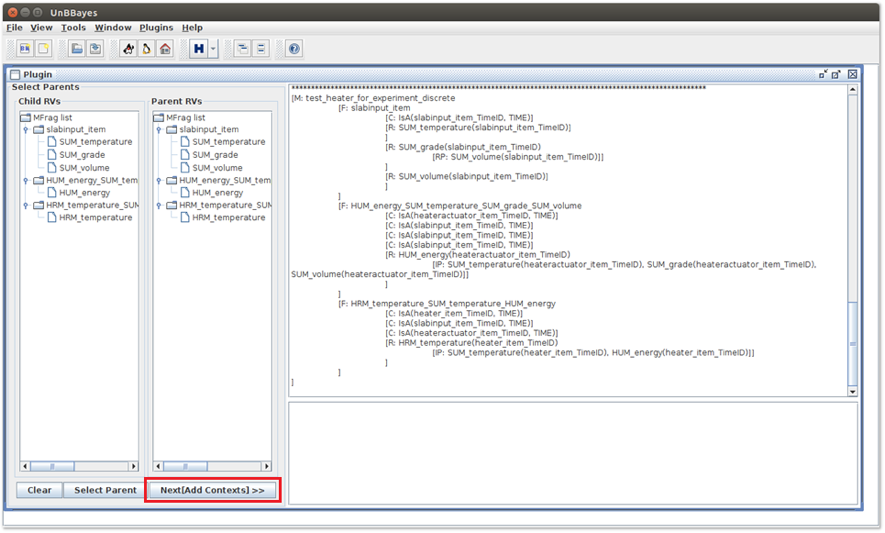 UnBBayes
File View Tools Window Plugins Help
Plugin
Select Parents
Child RVs
MFrag list
slabinput_item
SUM_temperature
SUM_grade
SUM_volume
HUM_energy_SUM_tem
HUM_energy
HRM_temperature_SUM
HRM_temperature
Parent RVs
MFrag list
slabinput_item
SUM_temperature
SUM_grade
SUM_volume
HUM_energy_SUM_tem
HUM_energy
HRM_temperature_SUM
HRM_temperature
Clear Select Parent Next[Add Contexts] >>
[M: test_heater_for_experiment_discrete
[F: slabinput_item
[C: IsA(slabinput_item_TimeID, TIME)]
[R: SUM_temperature(slabinput_item_TimeID)]
]
[R: SUM_grade(slabinput_item_TimeID)
[RP: SUM_volume(slabinput_item_TimeID)]]
]
[R: SUM_volume(slabinput_item_TimeID)]
]
]
[F: HUM_energy_SUM_temperature_SUM_grade_SUM_volume
[C: IsA(heateractuator_item_TimeID, TIME)]
[C: IsA(slabinput_item_TimeID, TIME)]
[C: IsA(slabinput_item_TimeID, TIME)]
[C: IsA(slabinput_item_TimeID, TIME)]
[R: HUM_energy(heateractuator_item_TimeID)
[IP: SUM_temperature(heateractuator_item_TimeID), SUM_grade(heateractuator_item_TimeID),
SUM_volume(heateractuator_item_TimeID)]]
]
]
[F: HRM_temperature_SUM_temperature_HUM_energy
[C: IsA(heater_item_TimeID, TIME)]
[C: IsA(slabinput_item_TimeID, TIME)]
[C: IsA(heateractuator_item_TimeID, TIME)]
[R: HRM_temperature(heater_item_TimeID)
[IP: SUM_temperature(heater_item_TimeID), HUM_energy(heater_item_TimeID)]]
]
]
]